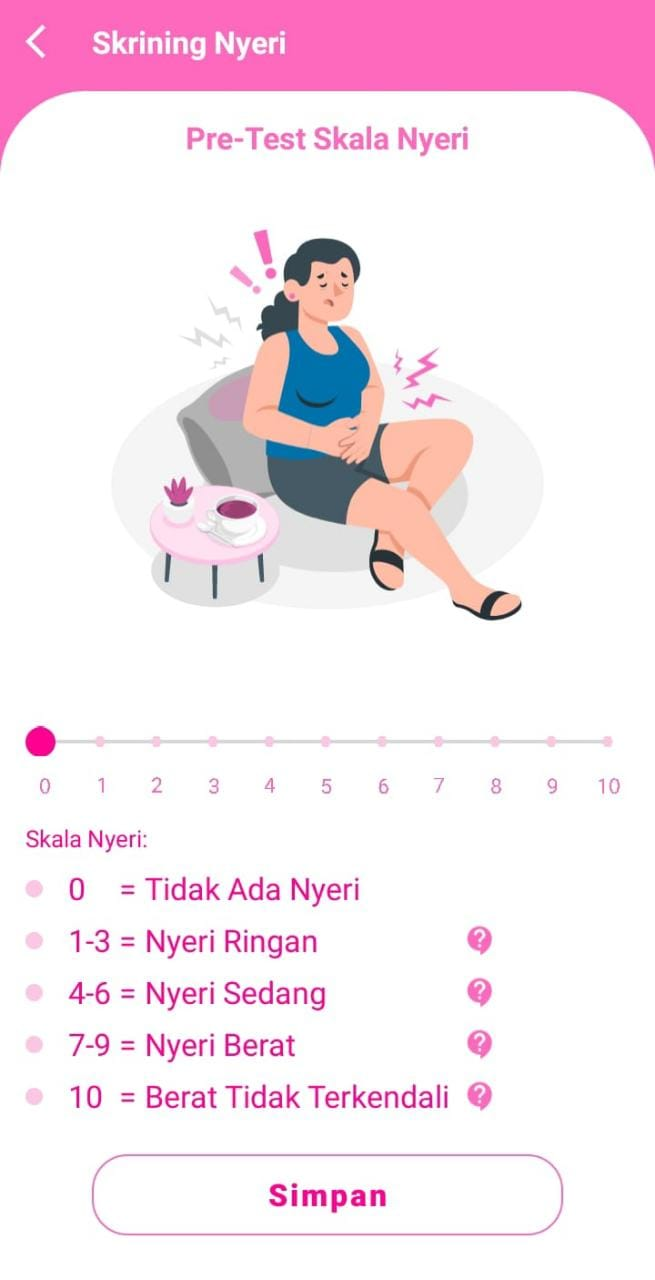 Skrining Nyeri
Pre-Test Skala Nyeri
0 1 2 3 4 5 6 7 8 9 10
Skala Nyeri:
0 = Tidak Ada Nyeri
1-3 = Nyeri Ringan ?
4-6 = Nyeri Sedang ?
7-9 = Nyeri Berat ?
10 = Berat Tidak Terkendali ?
Simpan